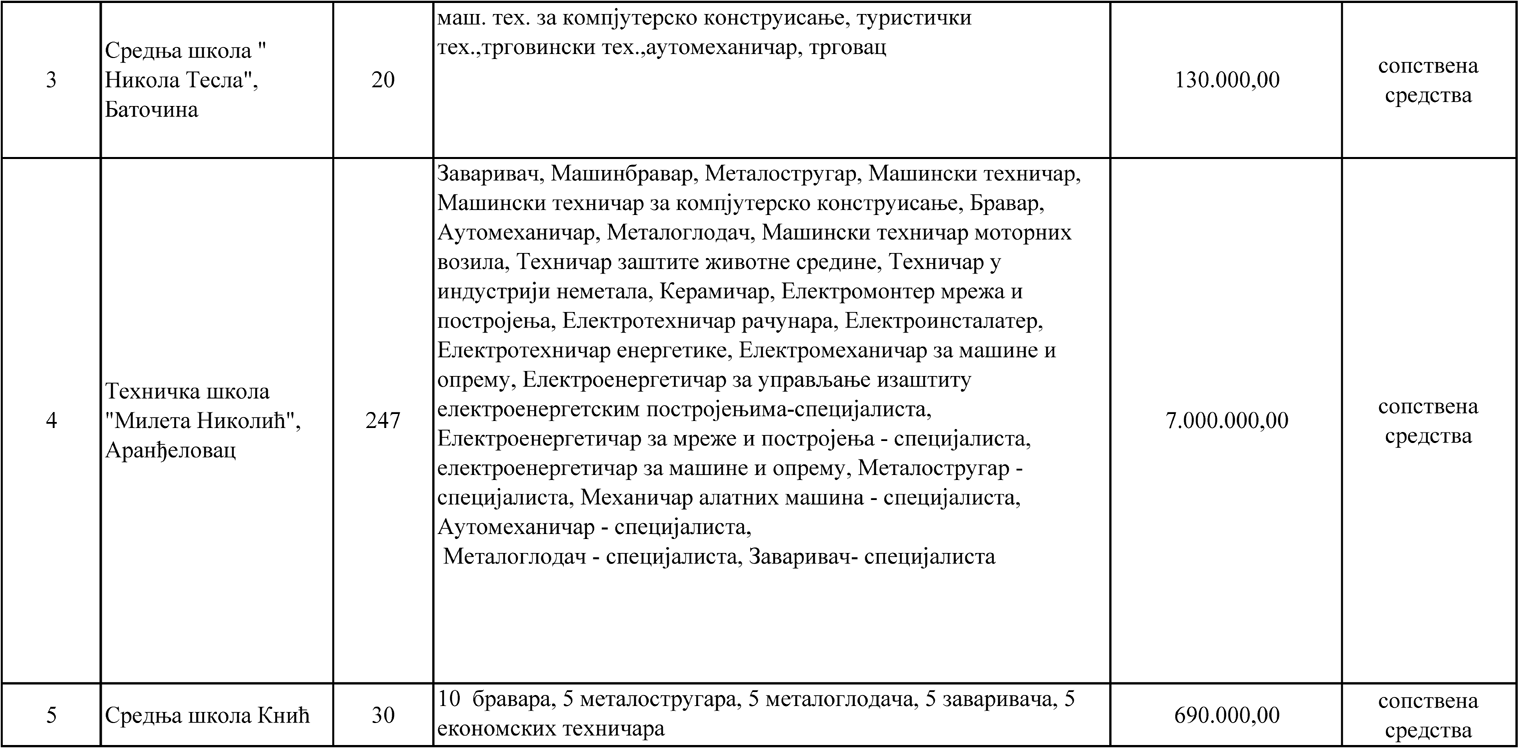 3
Средња школа "
Никола Тесла",
Баточина
20
маш. тех. за компјутерско конструисање, туристички
тех.,трговински тех.,аутомеханичар, трговац
130.000,00
сопствена
средства
4
Техничка школа
"Милета Николић",
Аранђеловац
247
Заваривач, Машинбравар, Металостругар, Машински техничар,
Машински техничар за компјутерско конструисање, Бравар,
Аутомеханичар, Металоглодач, Машински техничар моторних
возила, Техничар заштите животне средине, Техничар у
индустрији неметала, Керамичар, Електромонтер мрежа и
постројења, Електротехничар рачунара, Електроинсталатер,
Електротехничар енергетике, Електромеханичар за машине и
опрему, Електроенергетичар за управљање изаштиту
електроенергетским постројењима-специјалиста,
Електроенергетичар за мреже и постројења - специјалиста,
електроенергетичар за машине и опрему, Металостругар -
специјалиста, Механичар алатних машина - специјалиста,
Аутомеханичар - специјалиста,
Металоглодач - специјалиста, Заваривач- специјалиста
7.000.000,00
сопствена
средства
5
Средња школа Кнић
30
10 бравара, 5 металостругара, 5 металоглодача, 5 заваривача, 5
економских техничара
690.000,00
сопствена
средства